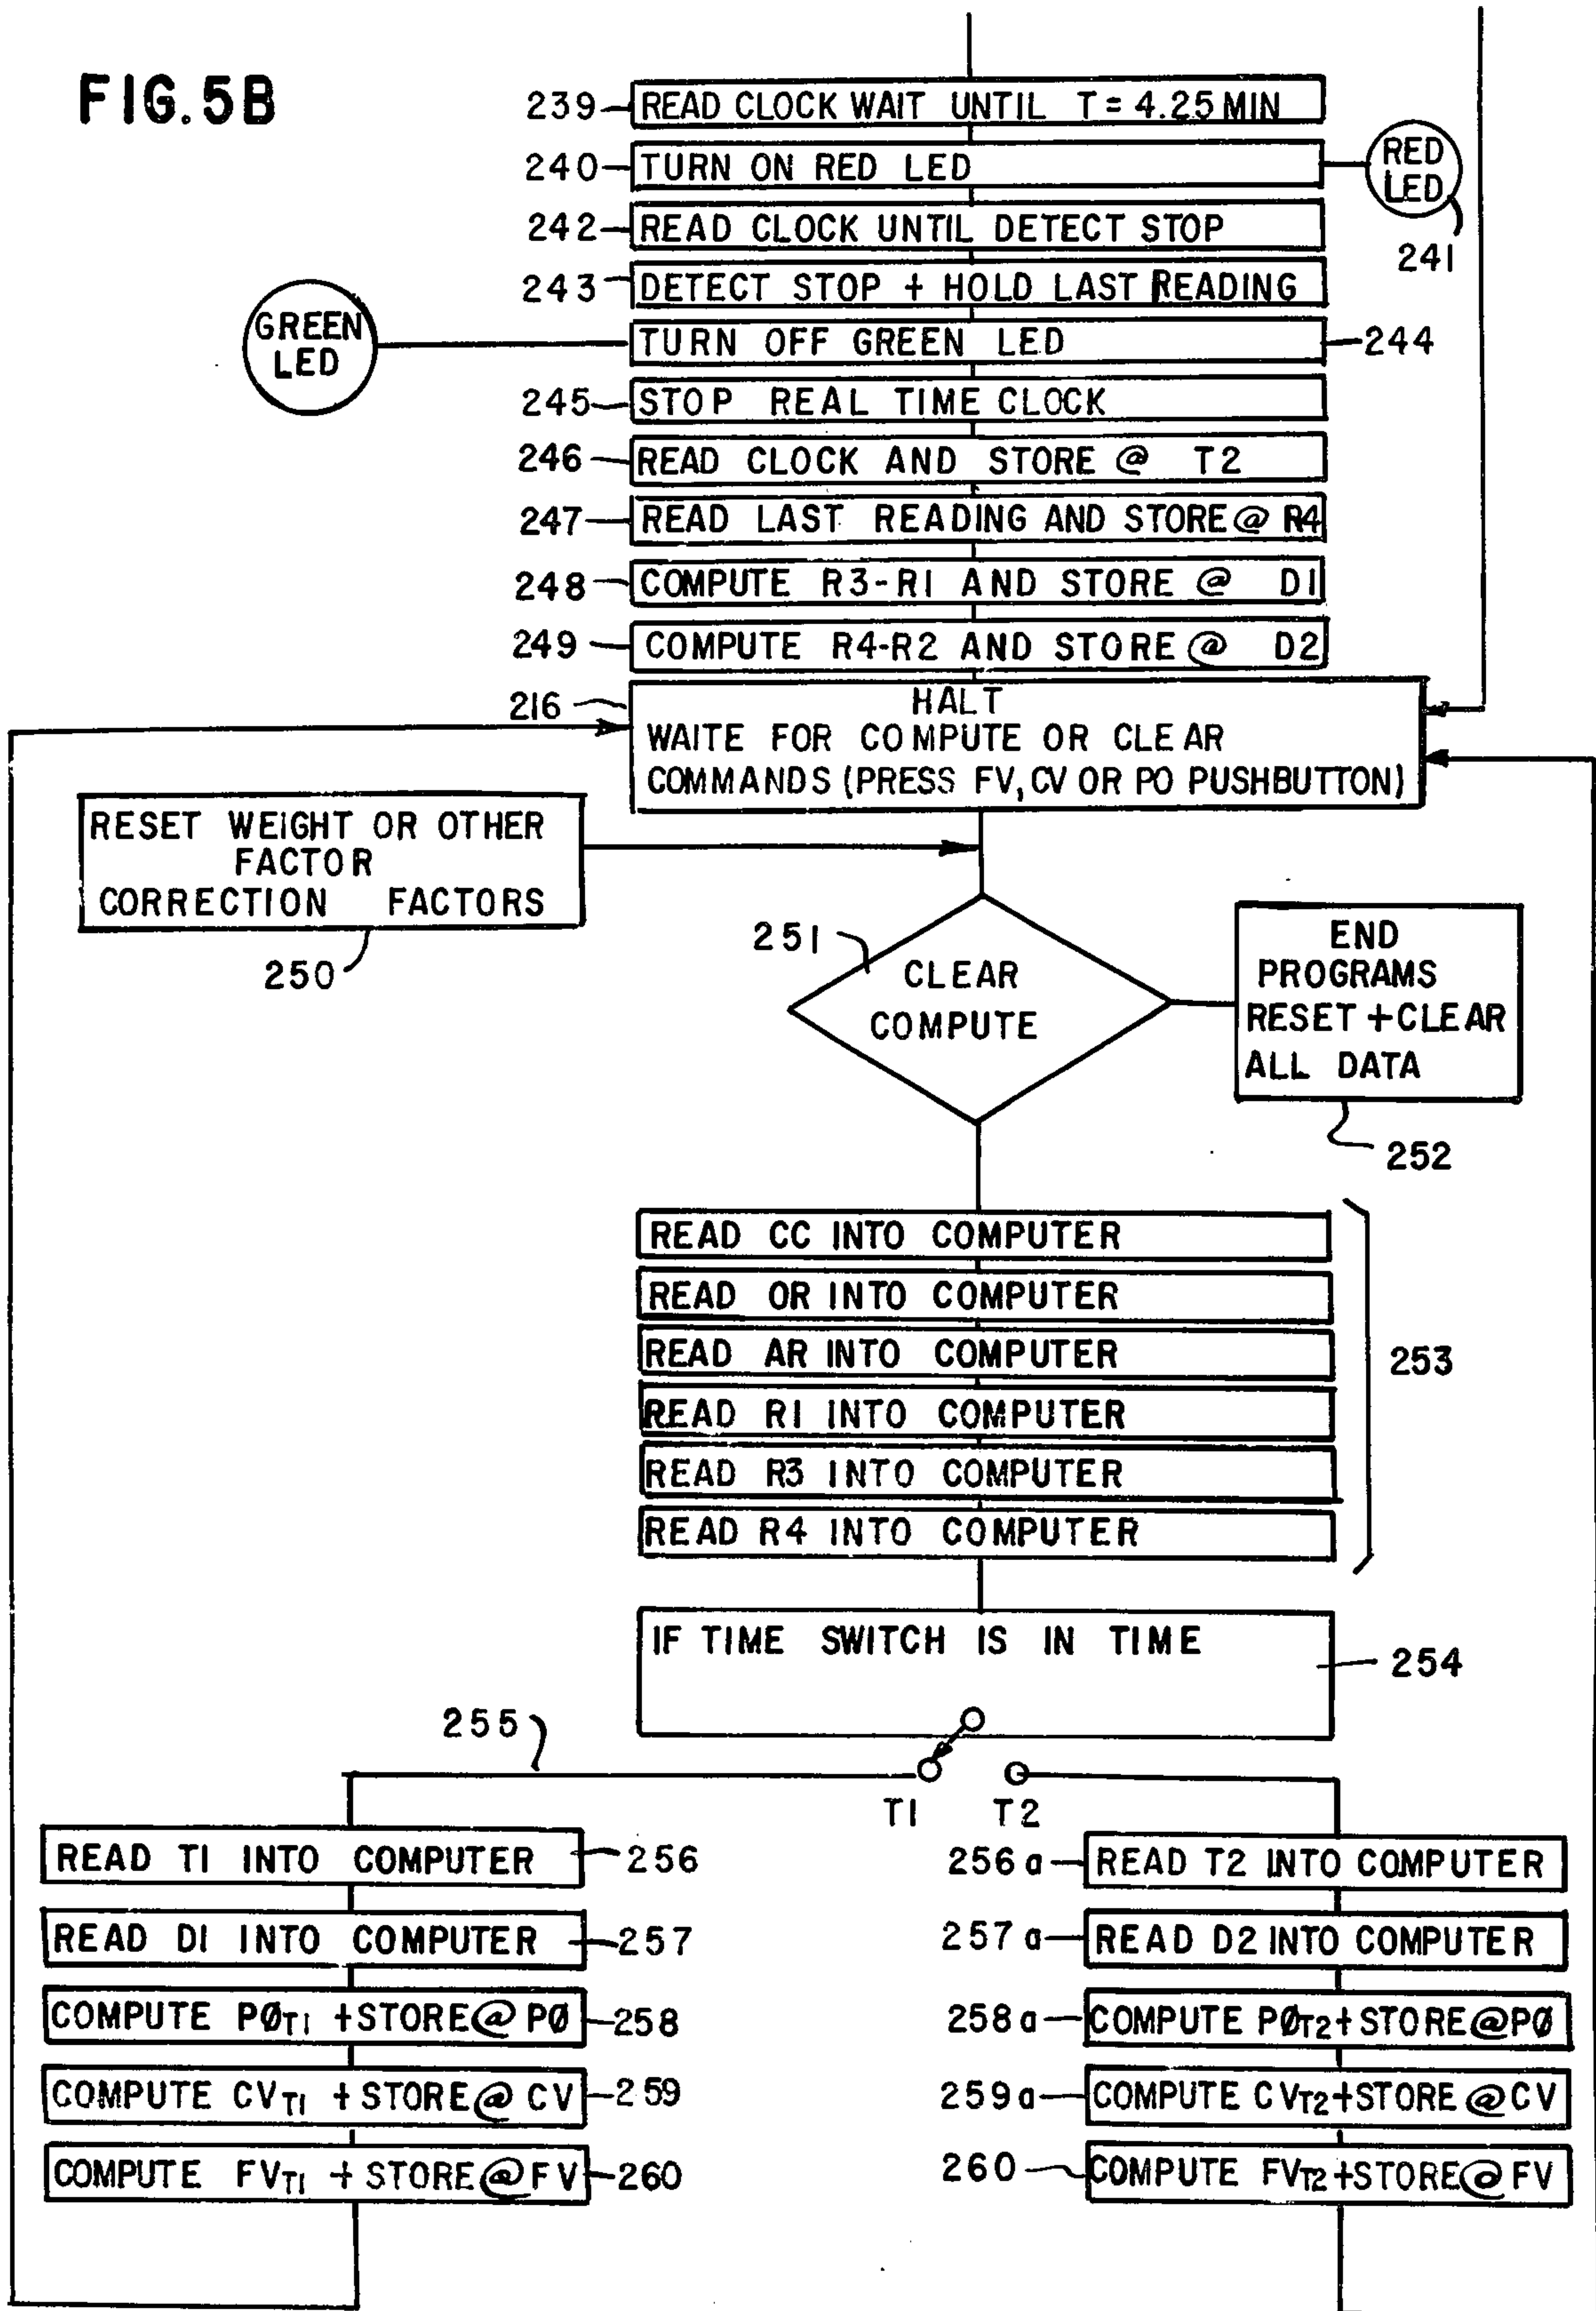 FIG.5B
239 READ CLOCK WAIT UNTIL T = 4.25 MIN
240 TURN ON RED LED
RED
LED
241
242 READ CLOCK UNTIL DETECT STOP
243 DETECT STOP + HOLD LAST READING
GREEN
LED
TURN OFF GREEN LED 244
245 STOP REAL TIME CLOCK
246 READ CLOCK AND STORE @ T2
247 READ LAST READING AND STORE @ R4
248 COMPUTE R3-R1 AND STORE @ D1
249 COMPUTE R4-R2 AND STORE @ D2
216 HALT
WAITE FOR COMPUTE OR CLEAR
COMMANDS (PRESS FV, CV OR PO PUSHBUTTON)
RESET WEIGHT OR OTHER
FACTOR
CORRECTION FACTORS
250
251
CLEAR
COMPUTE
END
PROGRAMS
RESET + CLEAR
ALL DATA
252
READ CC INTO COMPUTER
READ OR INTO COMPUTER
READ AR INTO COMPUTER
READ R1 INTO COMPUTER
READ R3 INTO COMPUTER
READ R4 INTO COMPUTER
253
IF TIME SWITCH IS IN TIME
254
255
T1 T2
READ T1 INTO COMPUTER 256
READ D1 INTO COMPUTER 257
COMPUTE PØT1 + STORE @ PØ 258
COMPUTE CVT1 + STORE @ CV 259
COMPUTE FVT1 + STORE @ FV 260
256a READ T2 INTO COMPUTER
257a READ D2 INTO COMPUTER
258a COMPUTE PØT2 + STORE @ PØ
259a COMPUTE CVT2 + STORE @ CV
260 COMPUTE FVT2 + STORE @ FV